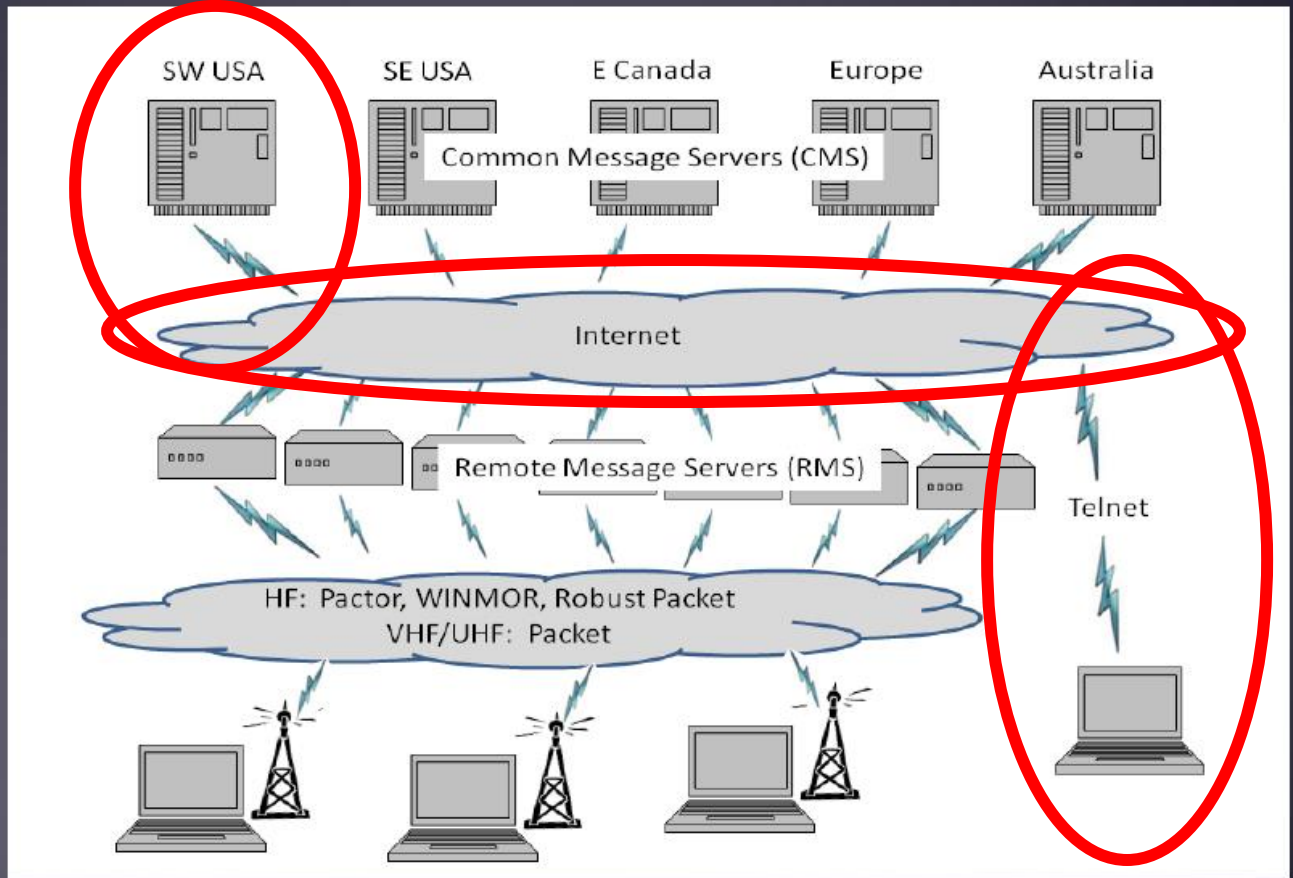 SW USA
SE USA
E Canada
Europe
Australia
Common Message Servers (CMS)
Internet
Remote Message Servers (RMS)
Telnet
HF: Pactor, WINMOR, Robust Packet
VHF/UHF: Packet